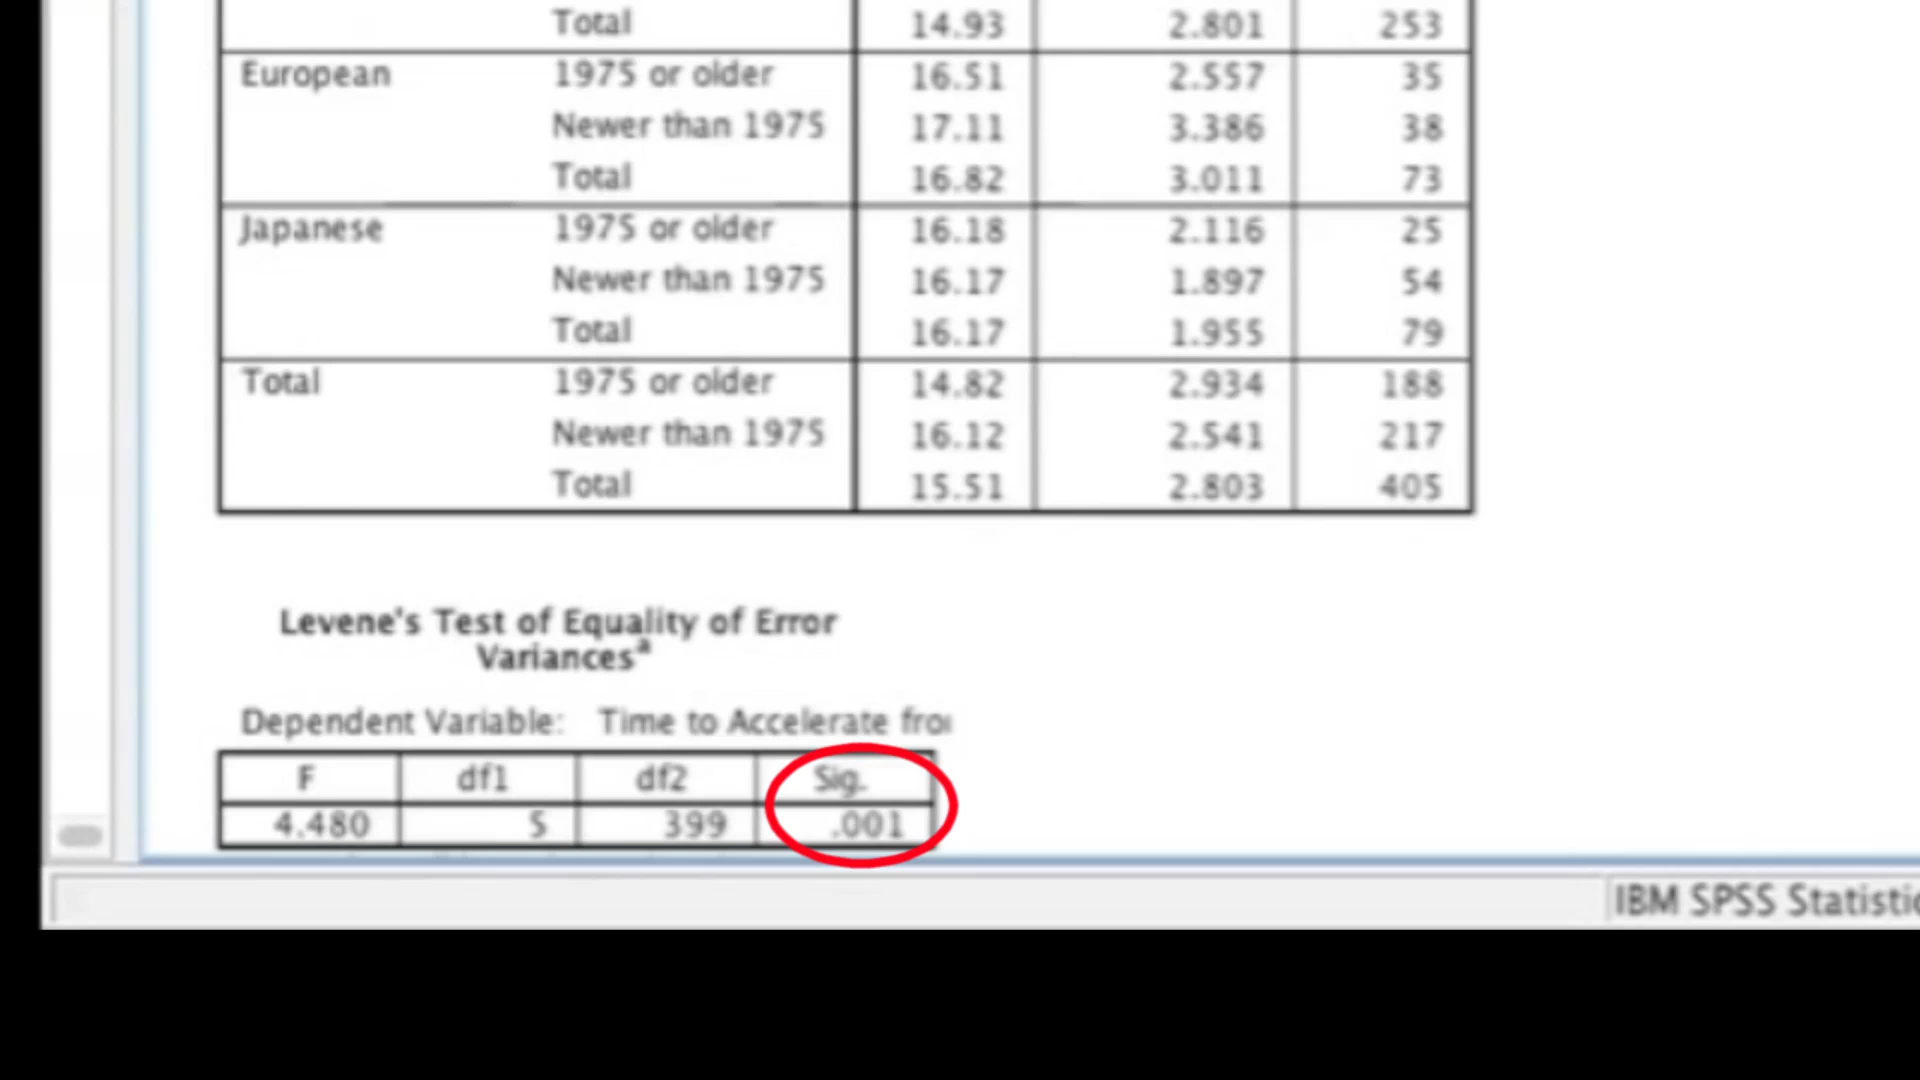 Total 14.93 2.801 253
European 1975 or older 16.51 2.557 35
Newer than 1975 17.11 3.386 38
Total 16.82 3.011 73
Japanese 1975 or older 16.18 2.116 25
Newer than 1975 16.17 1.897 54
Total 16.17 1.955 79
Total 1975 or older 14.82 2.934 188
Newer than 1975 16.12 2.541 217
Total 15.51 2.803 405
Levene's Test of Equality of Error
Variancesª
Dependent Variable: Time to Accelerate
F df1 df2 Sig.
4.480 5 399 .001
IBM SPSS